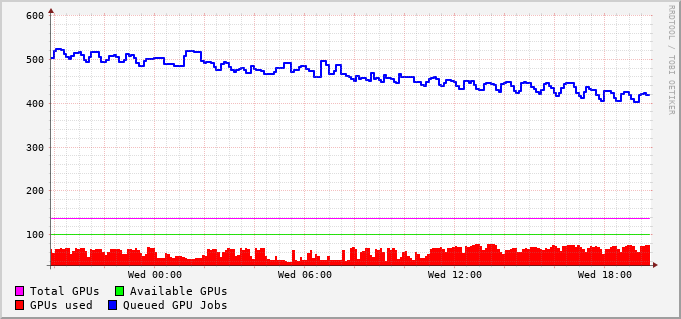 600
500
400
300
200
100
Wed 00:00 Wed 06:00 Wed 12:00 Wed 18:00
Total GPUs Available GPUs
GPUs used Queued GPU Jobs
RRDTOOL / TOBI OETIKER